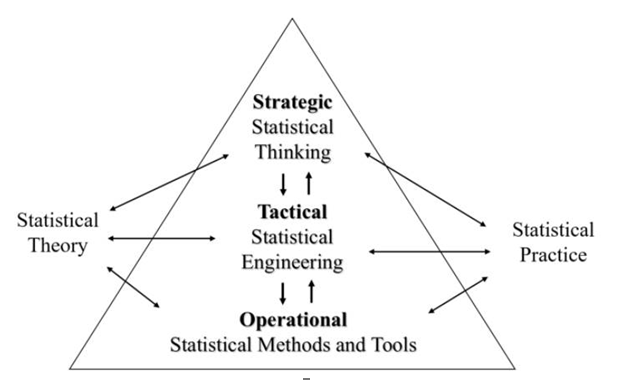 Strategic
Statistical
Thinking
Tactical
Statistical
Engineering
Operational
Statistical Methods and Tools
Statistical
Theory
Statistical
Practice